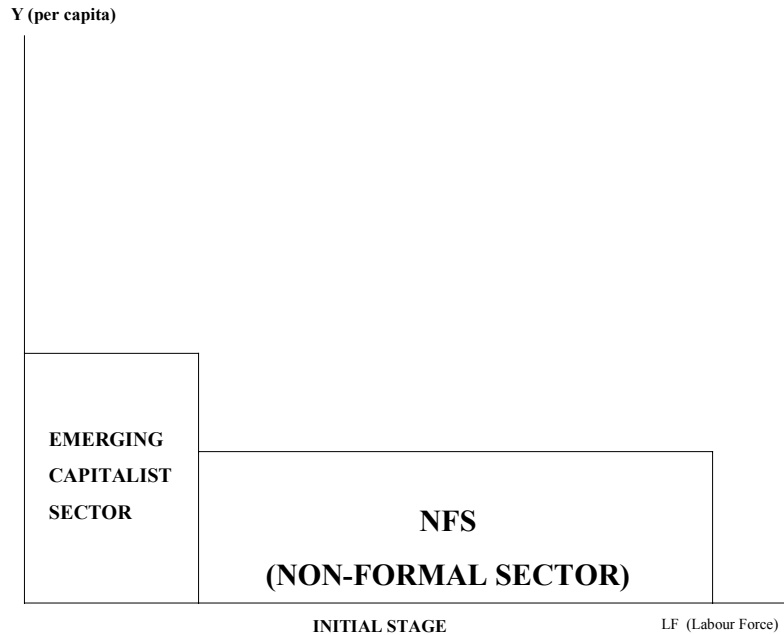 Y (per capita)
EMERGING
CAPITALIST
SECTOR
NFS
(NON-FORMAL SECTOR)
INITIAL STAGE
LF (Labour Force)